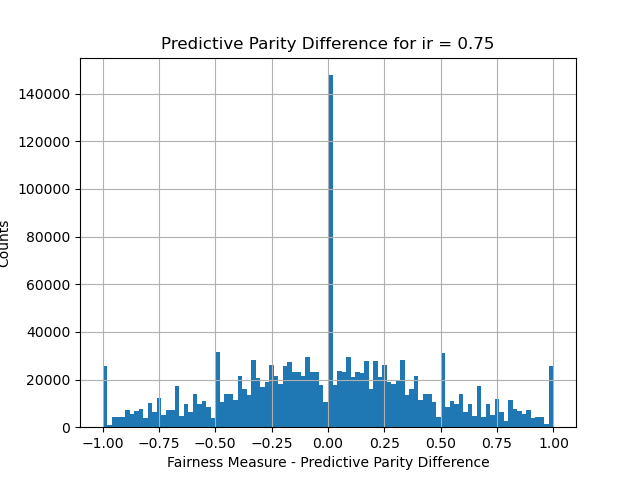 Predictive Parity Difference for ir = 0.75
140000
120000
100000
80000
60000
40000
20000
0
Counts
−1.00 −0.75 −0.50 −0.25 0.00 0.25 0.50 0.75 1.00
Fairness Measure - Predictive Parity Difference